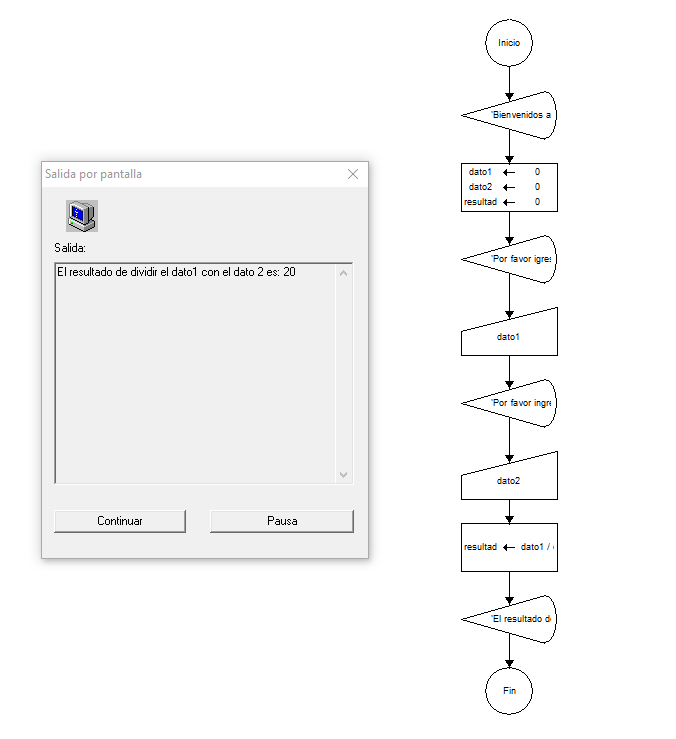 Salida por pantalla
Salida:
El resultado de dividir el dato1 con el dato 2 es: 20
Continuar
Pausa
Inicio
'Bienvenidos a
dato1 ← 0
dato2 ← 0
resultad ← 0
'Por favor igres
dato1
'Por favor ingre
dato2
resultad ← dato1 /
'El resultado de
Fin